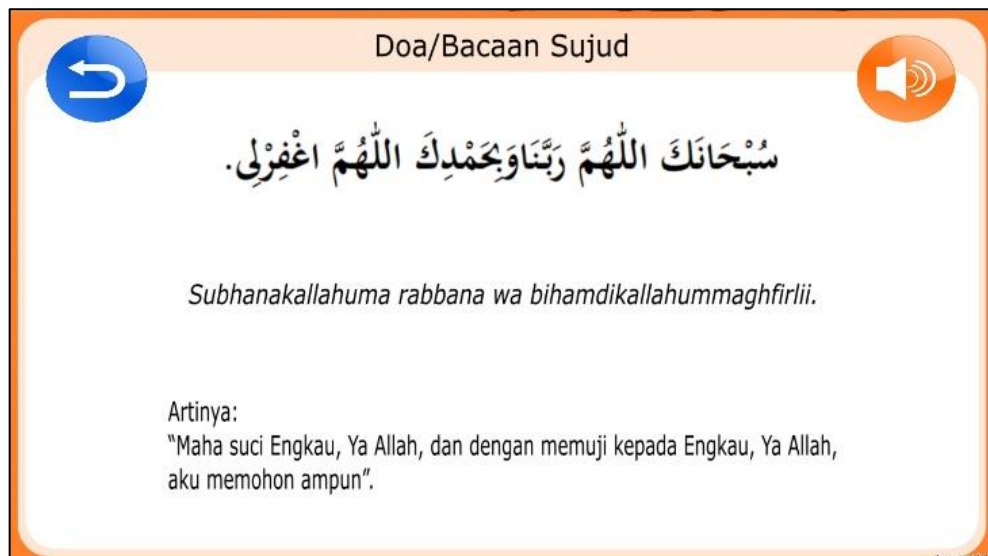 Doa/Bacaan Sujud
سُبْحَانَكَ اللّٰهُمَّ رَبَّنَاوَبِحَمْدِكَ اللّٰهُمَّ اغْفِرْلِى.
Subhanakallahuma rabbana wa bihamdikallahummaghfirlii.
Artinya:
“Maha suci Engkau, Ya Allah, dan dengan memuji kepada Engkau, Ya Allah,
aku memohon ampun”.